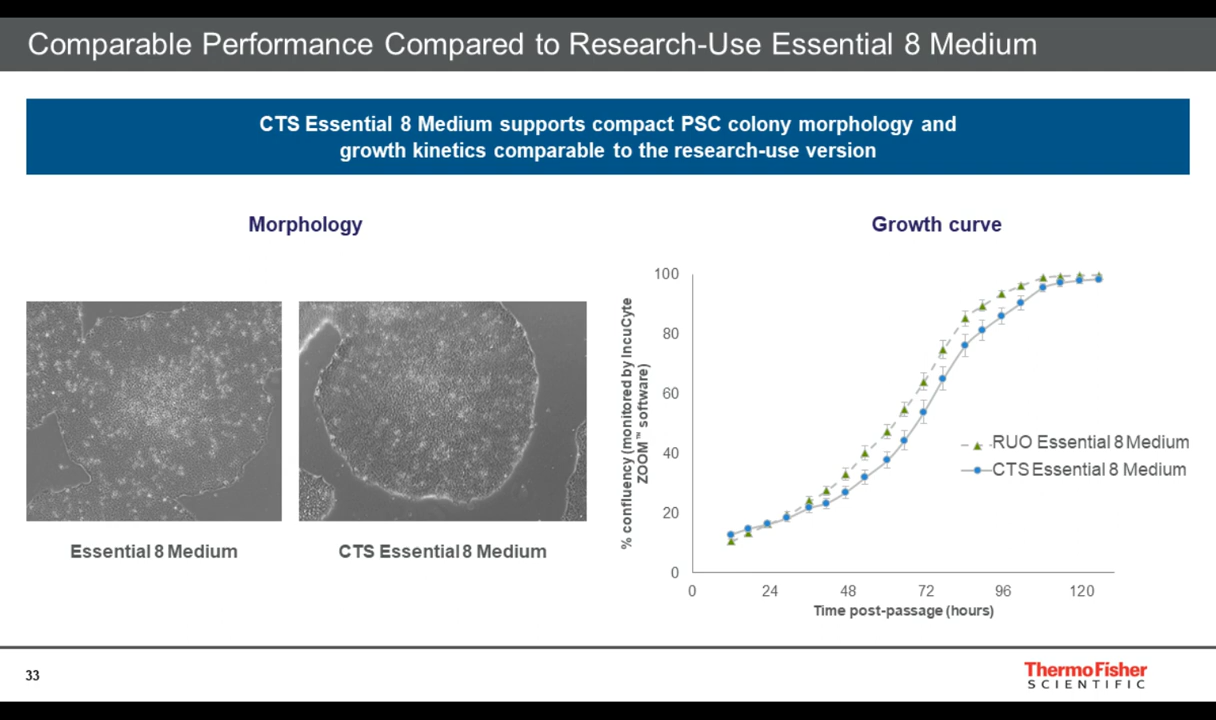 Comparable Performance Compared to Research-Use Essential 8 Medium
CTS Essential 8 Medium supports compact PSC colony morphology and
growth kinetics comparable to the research-use version
Morphology
Growth curve
Essential 8 Medium
CTS Essential 8 Medium
% confluency (monitored by IncuCyte
ZOOM™ software)
100
80
60
40
20
0
0 24 48 72 96 120
Time post-passage (hours)
RUO Essential 8 Medium
CTS Essential 8 Medium
33
ThermoFisher
SCIENTIFIC